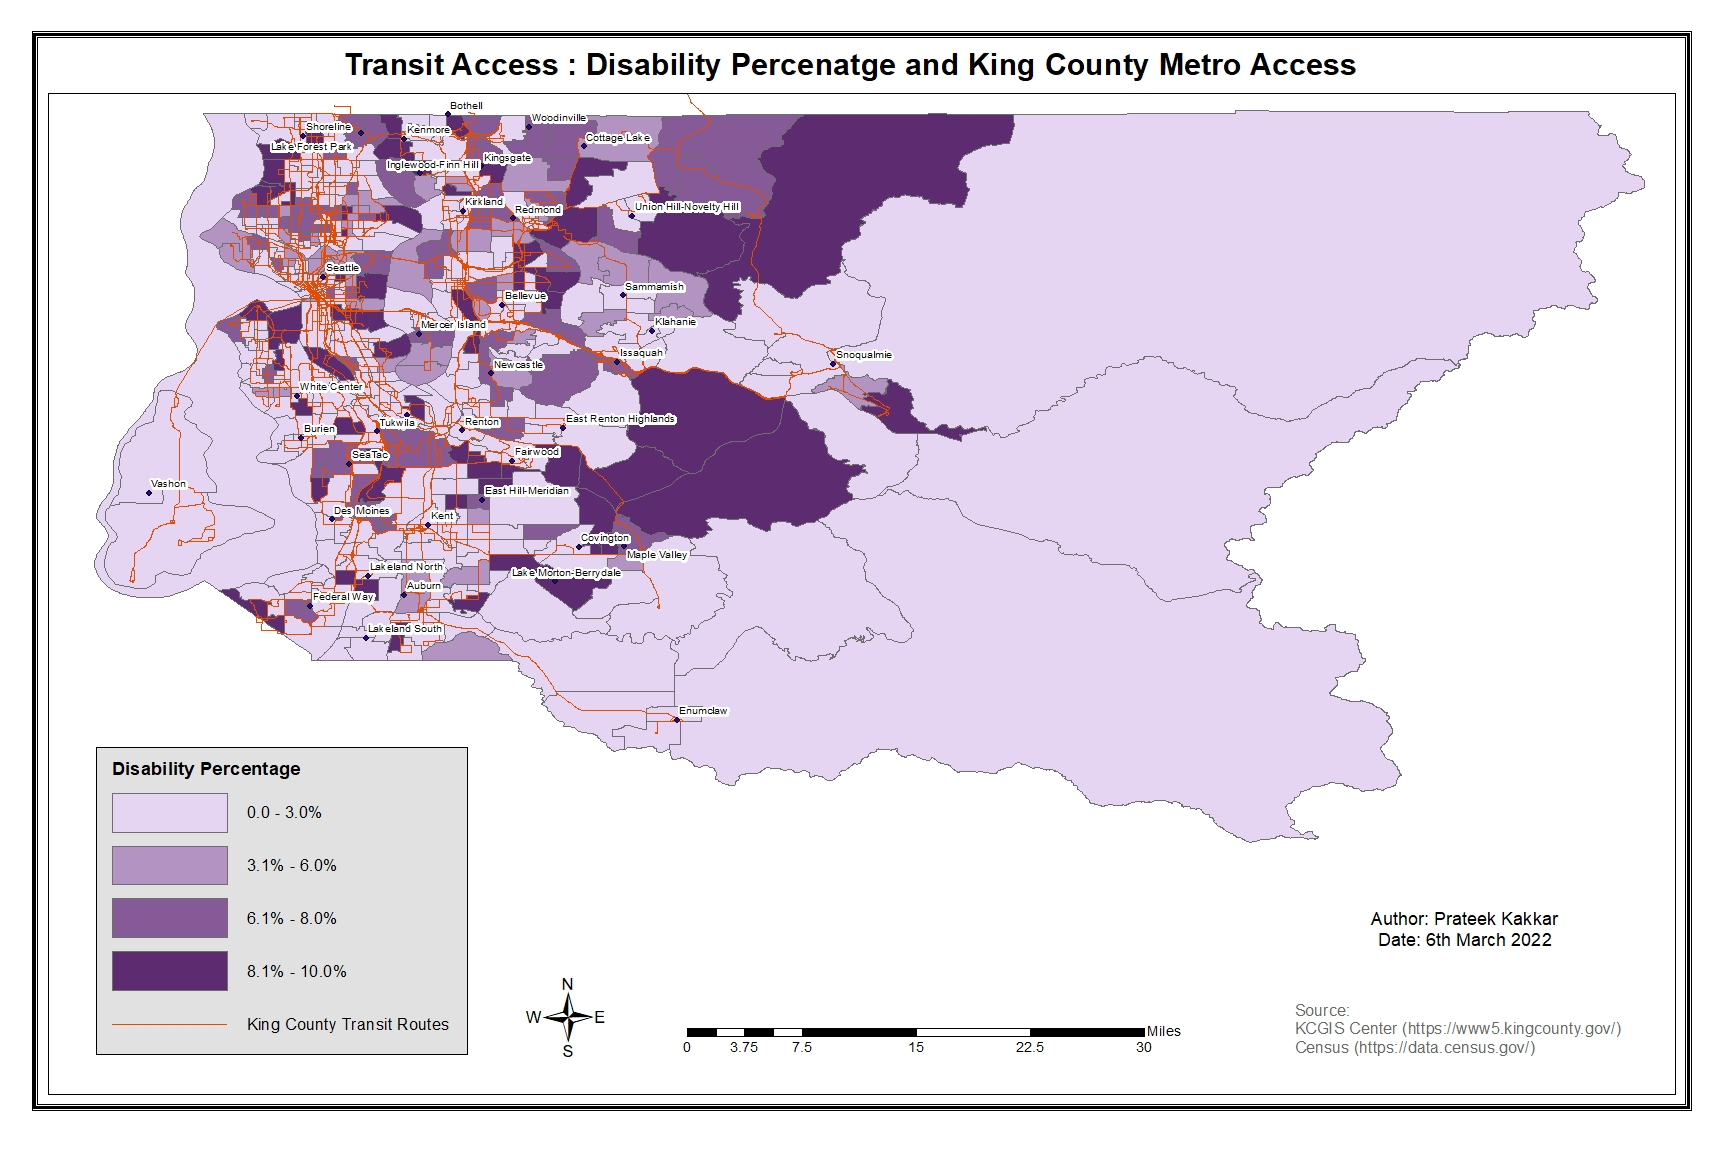 Transit Access : Disability Percenatge and King County Metro Access
Bothell
Woodinville
Shoreline
Kenmore
Cottage Lake
Lake Forest Park
Kingsgate
Inglewood-Finn Hill
Kirkland
Redmond
Union Hill-Novelty Hill
Seattle
Sammamish
Bellevue
Mercer Island
Klahanie
Issaquah
Snoqualmie
Newcastle
White Center
East Renton Highlands
Tukwila
Renton
Burien
SeaTac
Fairwood
Vashon
East Hill-Meridian
Des Moines
Kent
Covington
Maple Valley
Lakeland North
Lake Morton-Berrydale
Auburn
Federal Way
Lakeland South
Enumclaw
Disability Percentage
0.0 - 3.0%
3.1% - 6.0%
6.1% - 8.0%
8.1% - 10.0%
King County Transit Routes
N
W E
S
Miles
0 3.75 7.5 15 22.5 30
Author: Prateek Kakkar
Date: 6th March 2022
Source:
KCGIS Center (https://www5.kingcounty.gov/)
Census (https://data.census.gov/)